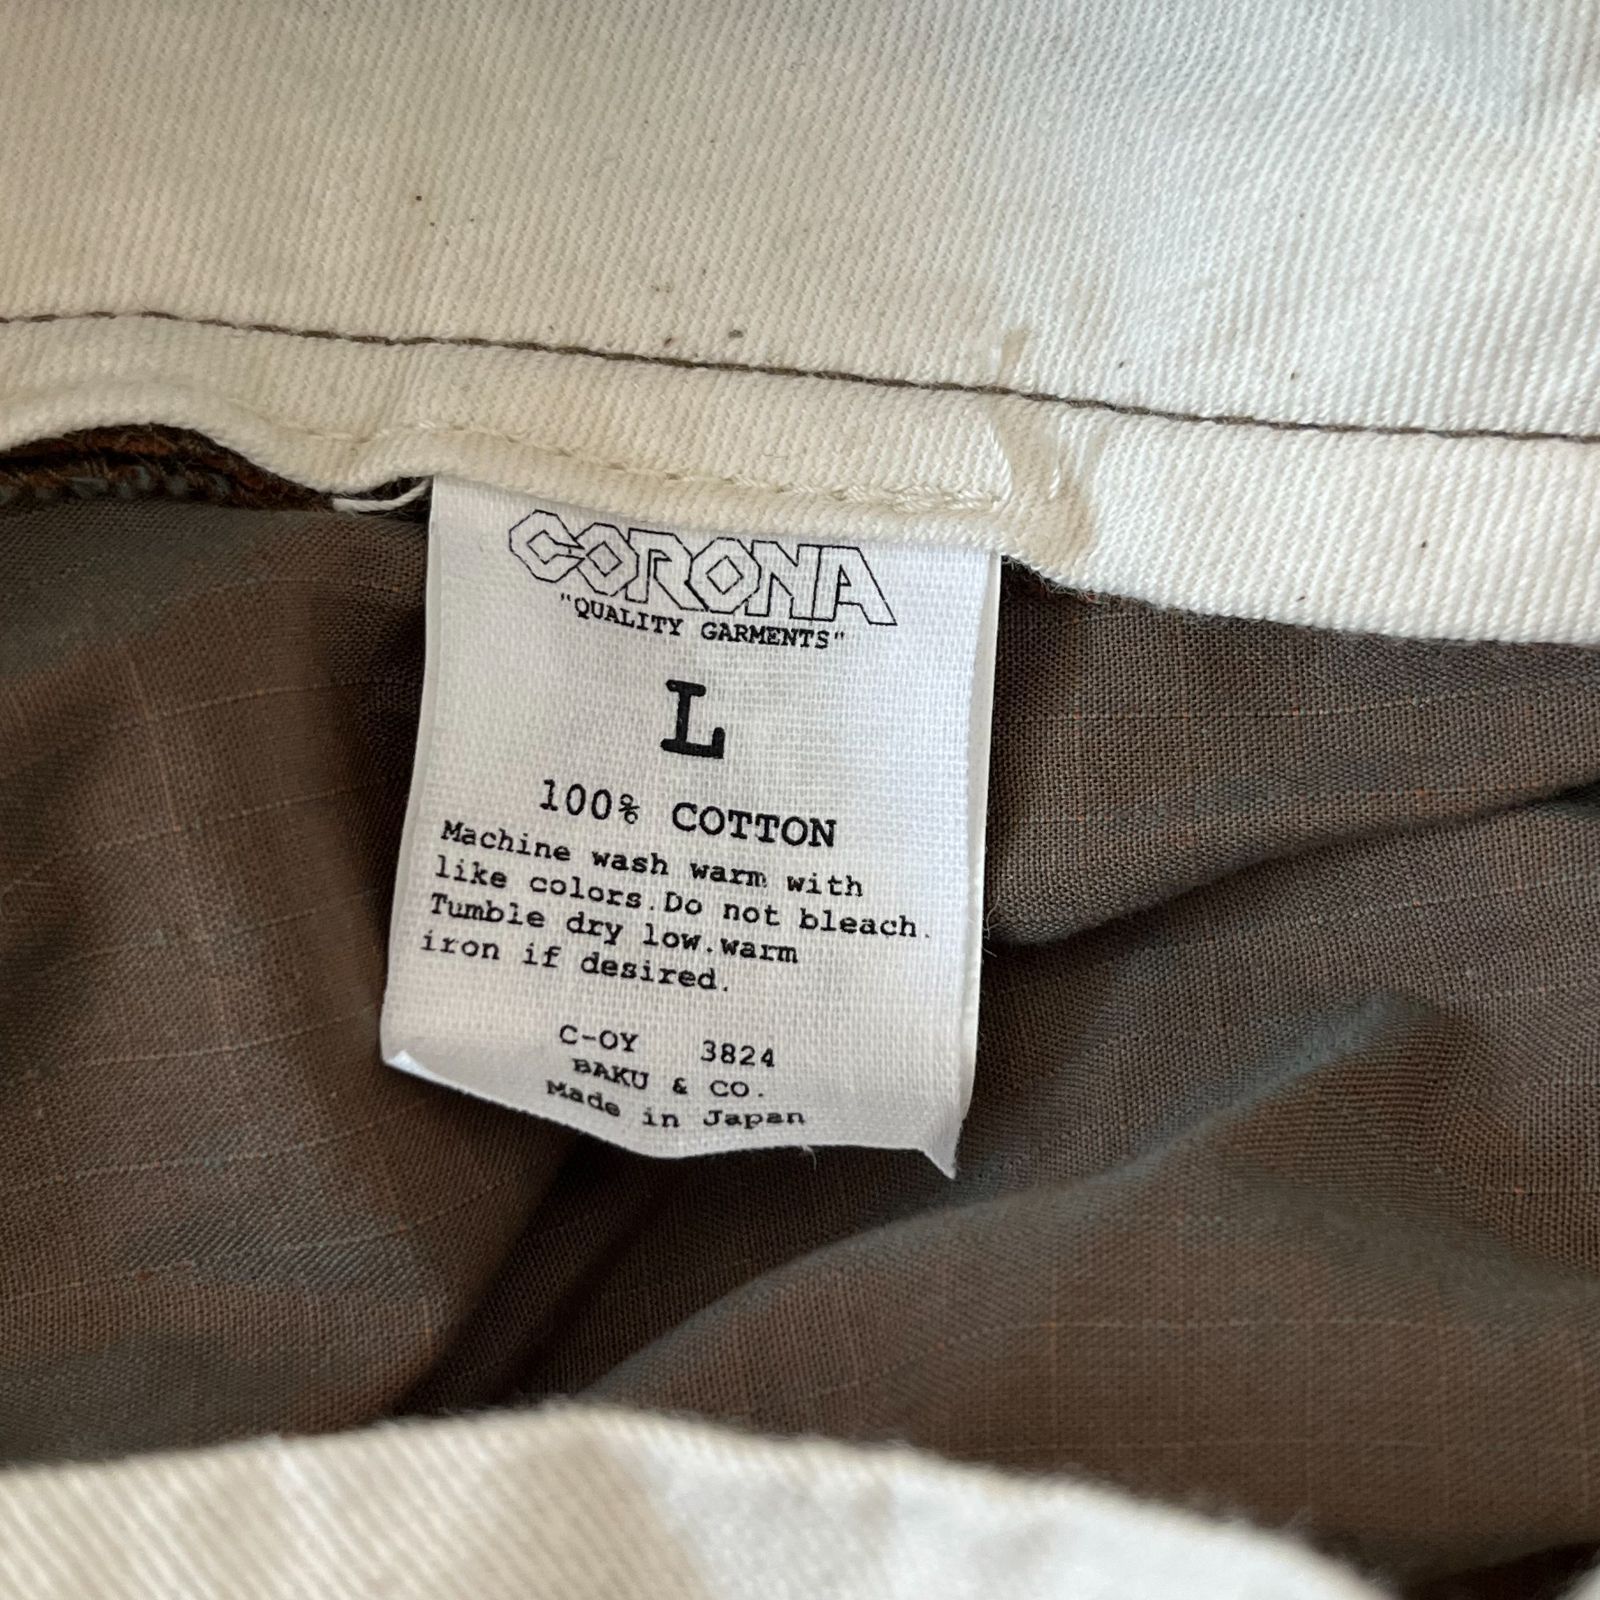 CORONA
"QUALITY GARMENTS"
L
100% COTTON
Machine wash warm with
like colors.Do not bleach.
Tumble dry low.warm
iron if desired.
C-OY 3824
BAKU & CO.
Made in Japan